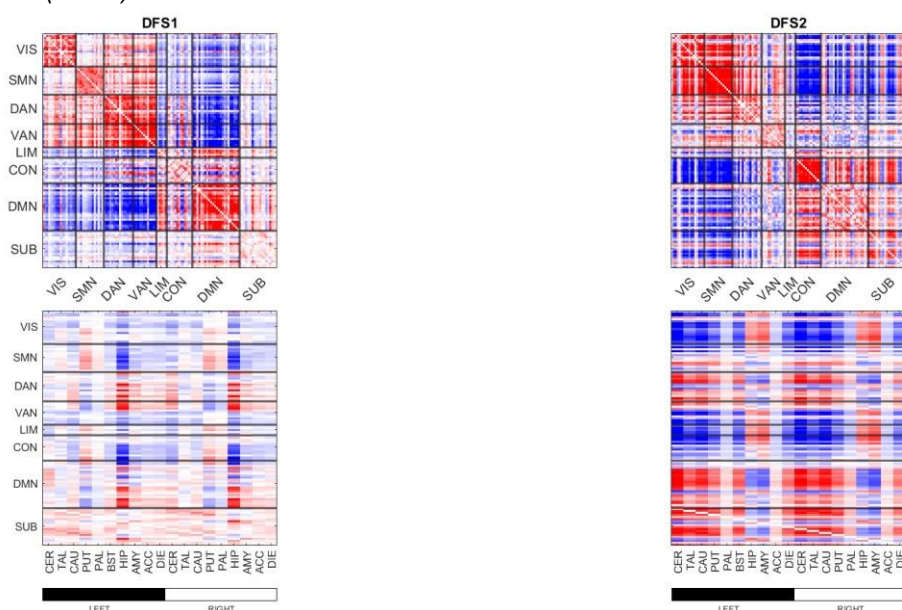 DFS1
VIS
SMN
DAN
VAN
LIM
CON
DMN
SUB
VIS SMN DAN VAN LIM CON DMN SUB
VIS
SMN
DAN
VAN
LIM
CON
DMN
SUB
CER TAL CAU PUT PAL BST HIP AMY ACC DIE CER TAL CAU PUT PAL HIP AMY ACC DIE
LEFT RIGHT
DFS2
VIS SMN DAN VAN LIM CON DMN SUB
CER TAL CAU PUT PAL BST HIP AMY ACC DIE CER TAL CAU PUT PAL HIP AMY ACC DIE
LEFT RIGHT